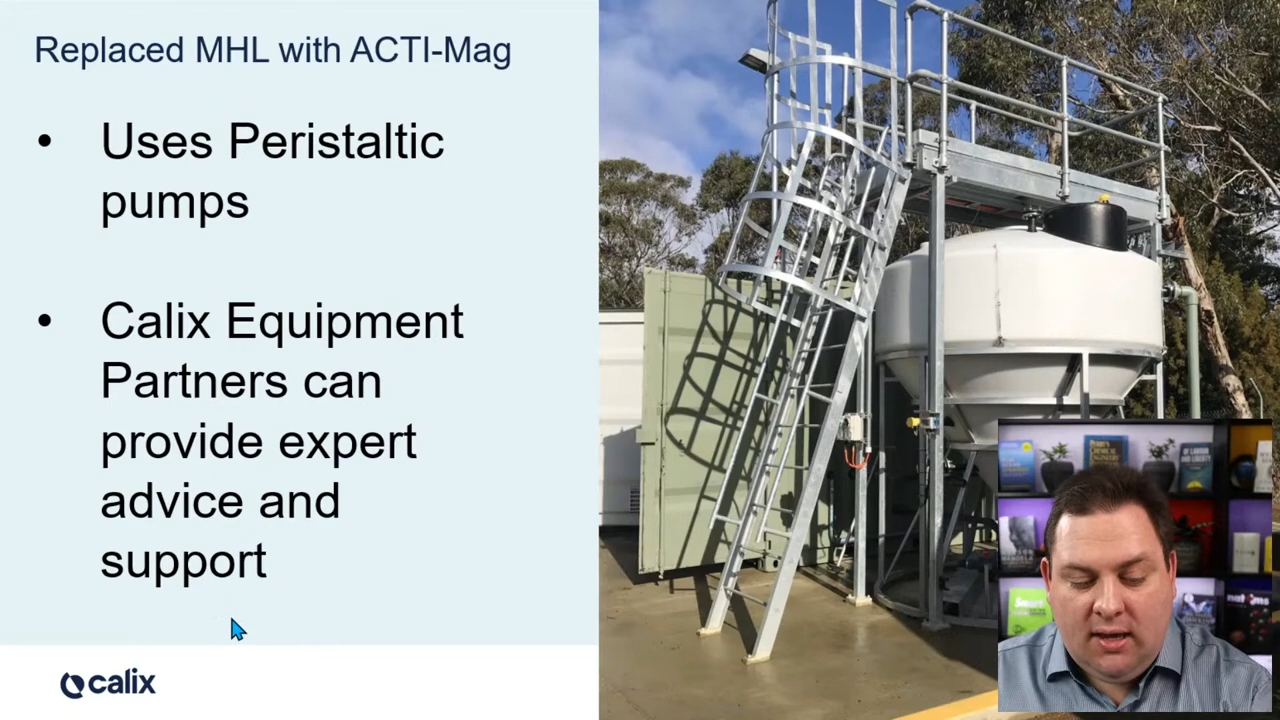 Replaced MHL with ACTI-Mag
• Uses Peristaltic
pumps
• Calix Equipment
Partners can
provide expert
advice and
support
calix